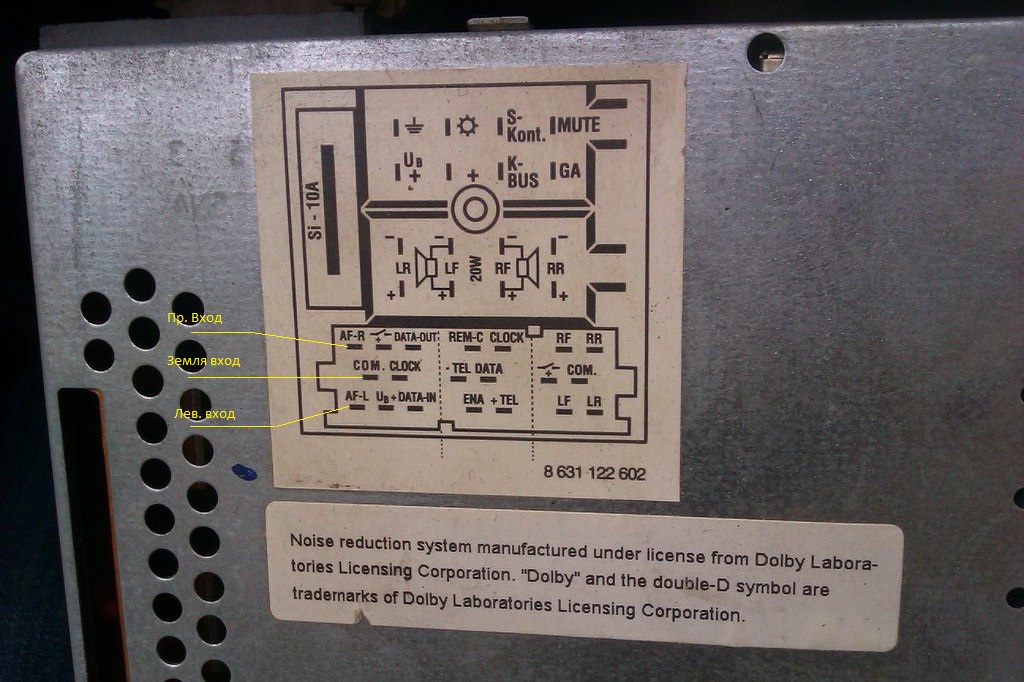 S-
Kont.
MUTE
UB
+
+
K-
BUS
GA
Si - 10A
- - - -
LR LF 20W RF RR
+ + + +
AF-R DATA-OUT REM-C CLOCK RF RR
COM. CLOCK - TEL DATA COM.
AF-L UB + DATA-IN ENA + TEL LF LR
8 631 122 602
Пр. Вход
Земля вход
Лев. вход
Noise reduction system manufactured under license from Dolby Labora-
tories Licensing Corporation. "Dolby" and the double-D symbol are
trademarks of Dolby Laboratories Licensing Corporation.